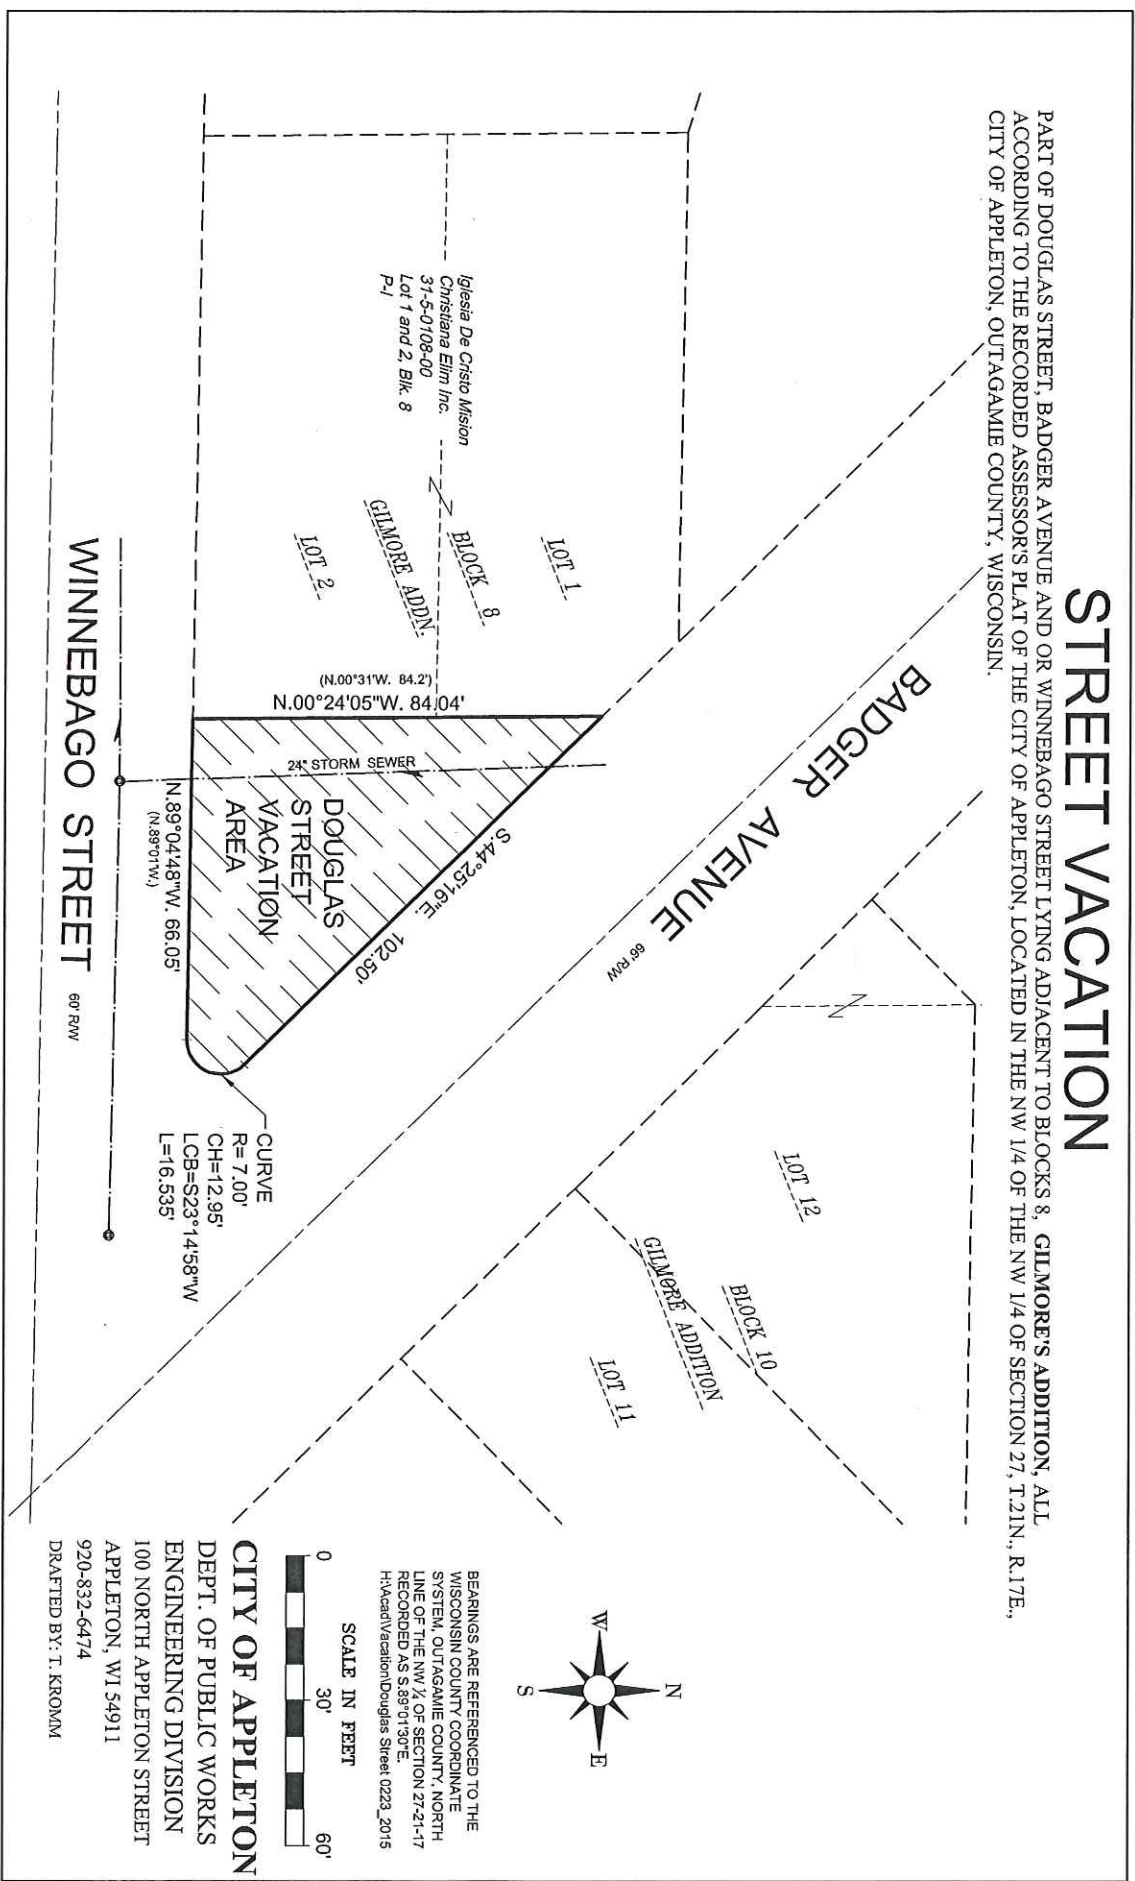 STREET VACATION
PART OF DOUGLAS STREET, BADGER AVENUE AND OR WINNEBAGO STREET LYING ADJACENT TO BLOCKS 8, GILMORE'S ADDITION, ALL
ACCORDING TO THE RECORDED ASSESSOR'S PLAT OF THE CITY OF APPLETON, LOCATED IN THE NW 1/4 OF THE NW 1/4 OF SECTION 27, T.21N., R.17E.,
CITY OF APPLETON, OUTAGAMIE COUNTY, WISCONSIN.
BADGER AVENUE
66' R/W
LOT 12
BLOCK 10
GILMORE ADDITION
LOT 11
LOT 1
BLOCK 8
GILMORE ADDN.
LOT 2
Iglesia De Cristo Mision
Christiana Elim Inc.
31-5-0108-00
Lot 1 and 2, Blk. 8
P-I
(N.00°31'W. 84.2')
N.00°24'05"W. 84.04'
24" STORM SEWER
S.44°25'16"E. 102.50'
DOUGLAS
STREET
VACATION
AREA
N.89°04'48"W. 66.05'
(N.89°01'W.)
CURVE
R= 7.00'
CH=12.95'
LCB=S23°14'58"W
L=16.535'
WINNEBAGO STREET
60' R/W
N
W
E
S
BEARINGS ARE REFERENCED TO THE
WISCONSIN COUNTY COORDINATE
SYSTEM, OUTAGAMIE COUNTY, NORTH
LINE OF THE NW ¼ OF SECTION 27-21-17
RECORDED AS S.89°01'30"E.
H:\Acad\Vacation\Douglas Street 0223_2015
SCALE IN FEET
0 30' 60'
CITY OF APPLETON
DEPT. OF PUBLIC WORKS
ENGINEERING DIVISION
100 NORTH APPLETON STREET
APPLETON, WI 54911
920-832-6474
DRAFTED BY: T. KROMM